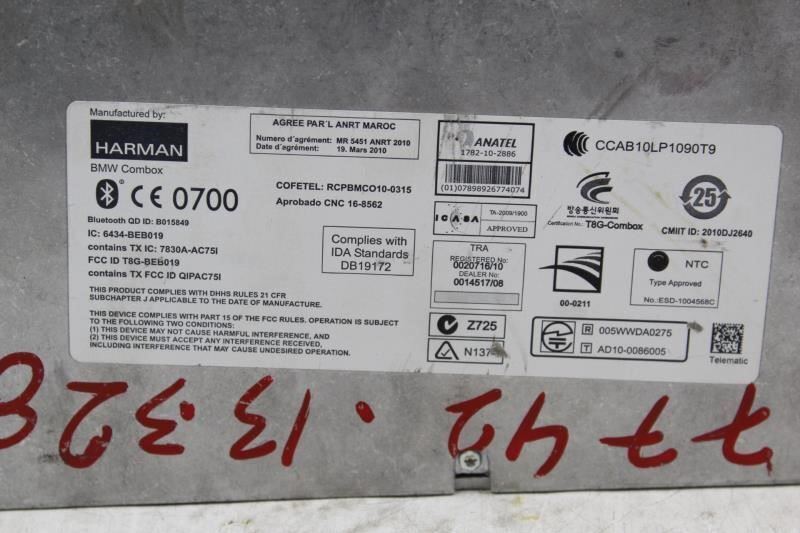 Manufactured by:
HARMAN
BMW Combox
CE 0700
Bluetooth QD ID: B015849
IC: 6434-BEB019
contains TX IC: 7830A-AC75I
FCC ID T8G-BEB019
contains TX FCC ID QIPAC75I
THIS PRODUCT COMPLIES WITH DHHS RULES 21 CFR
SUBCHAPTER J APPLICABLE TO THE DATE OF MANUFACTURE.
THIS DEVICE COMPLIES WITH PART 15 OF THE FCC RULES. OPERATION IS SUBJECT
TO THE FOLLOWING TWO CONDITIONS:
(1) THIS DEVICE MAY NOT CAUSE HARMFUL INTERFERENCE, AND
(2) THIS DEVICE MUST ACCEPT ANY INTERFERENCE RECEIVED,
INCLUDING INTERFERENCE THAT MAY CAUSE UNDESIRED OPERATION.
AGREE PAR´L ANRT MAROC
Numero d´agrément: MR 5451 ANRT 2010
Date d´agrément: 19. Mars 2010
COFETEL: RCPBMCO10-0315
Aprobado CNC 16-8562
Complies with
IDA Standards
DB19172
ANATEL
1782-10-2886
(01)07898926774074
ICASA
TA-2009/1900
APPROVED
TRA
REGISTERED No:
0020716/10
DEALER No:
0014517/08
Z725
N137
CCAB10LP1090T9
방송통신위원회
Certification No.: T8G-Combox
25
CMIIT ID: 2010DJ2640
00-0211
NTC
Type Approved
No.:ESD-1004568C
R 005WWDA0275
T AD10-0086005
Telematic
7742.13328